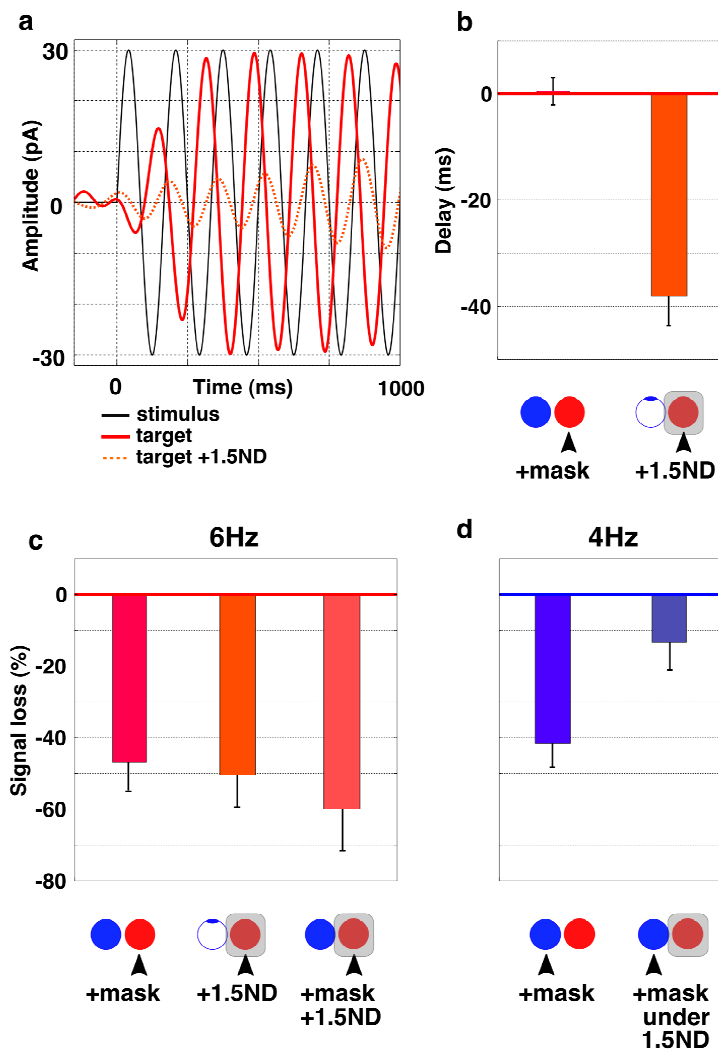 a
30
0
-30
Amplitude (pA)
0 Time (ms) 1000
stimulus
target
target +1.5ND
b
0
-20
-40
Delay (ms)
+mask +1.5ND
c 6Hz
0
-20
-40
-60
-80
Signal loss (%)
+mask +1.5ND +mask
+1.5ND
d 4Hz
+mask +mask
under
1.5ND